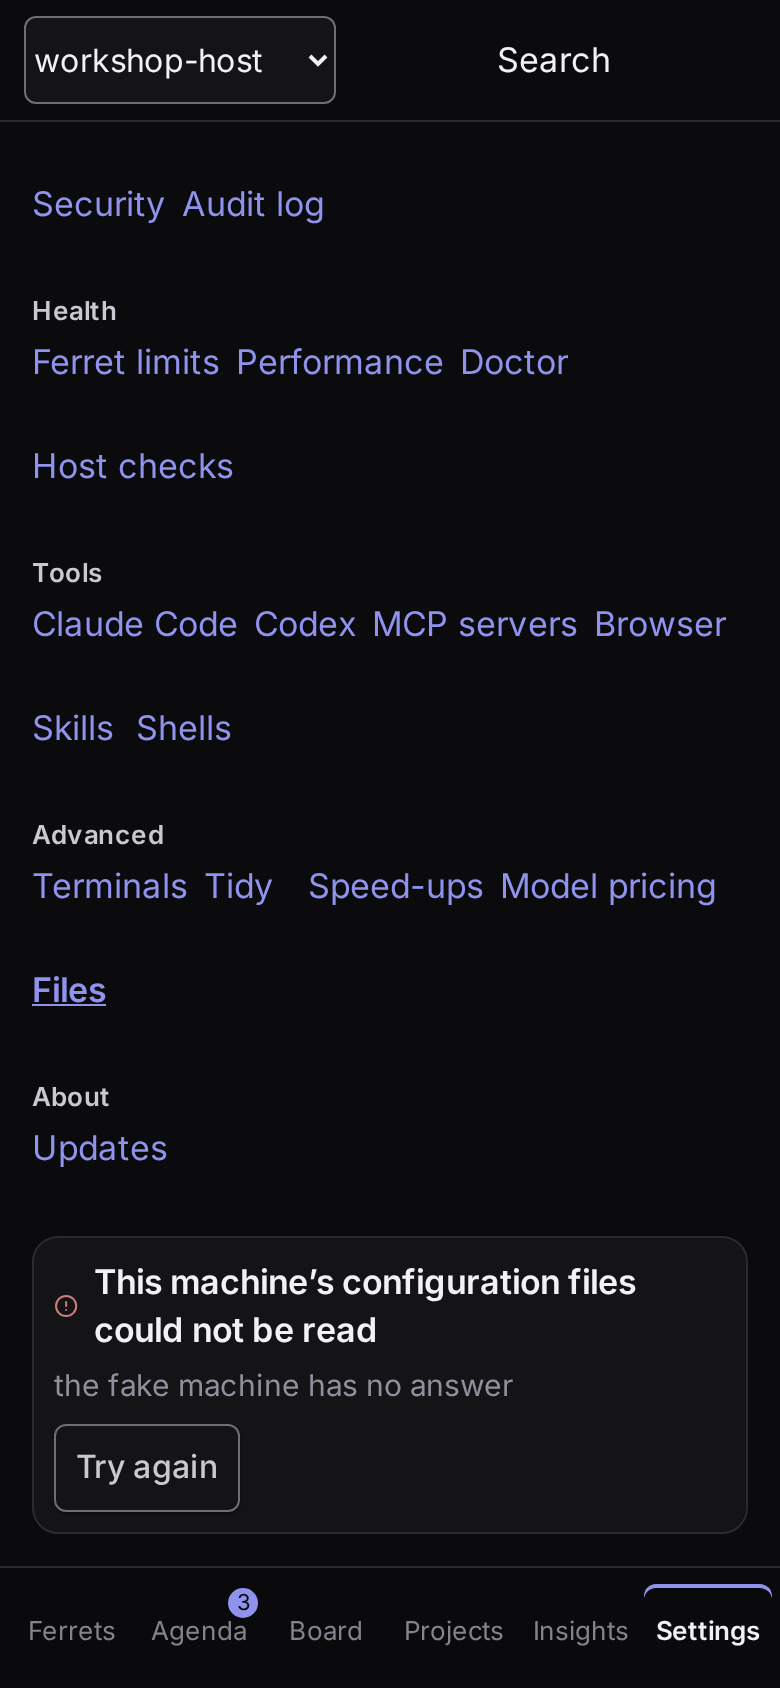 workshop-host
Search
Security Audit log
Health
Ferret limits Performance Doctor
Host checks
Tools
Claude Code Codex MCP servers Browser
Skills Shells
Advanced
Terminals Tidy Speed-ups Model pricing
Files
About
Updates
This machine’s configuration files
could not be read
the fake machine has no answer
Try again
3
Ferrets Agenda Board Projects Insights Settings